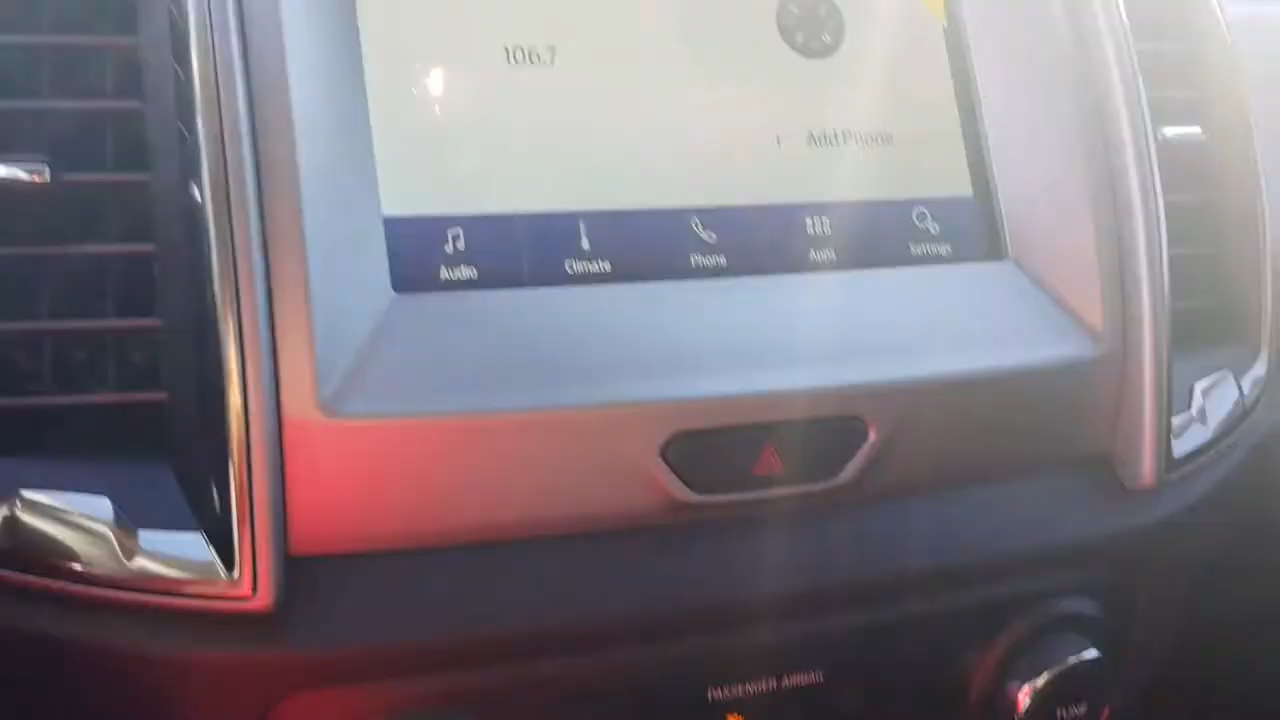 106.7
+ Add Phone
Audio
Climate
Phone
Apps
Settings
PASSENGER AIRBAG